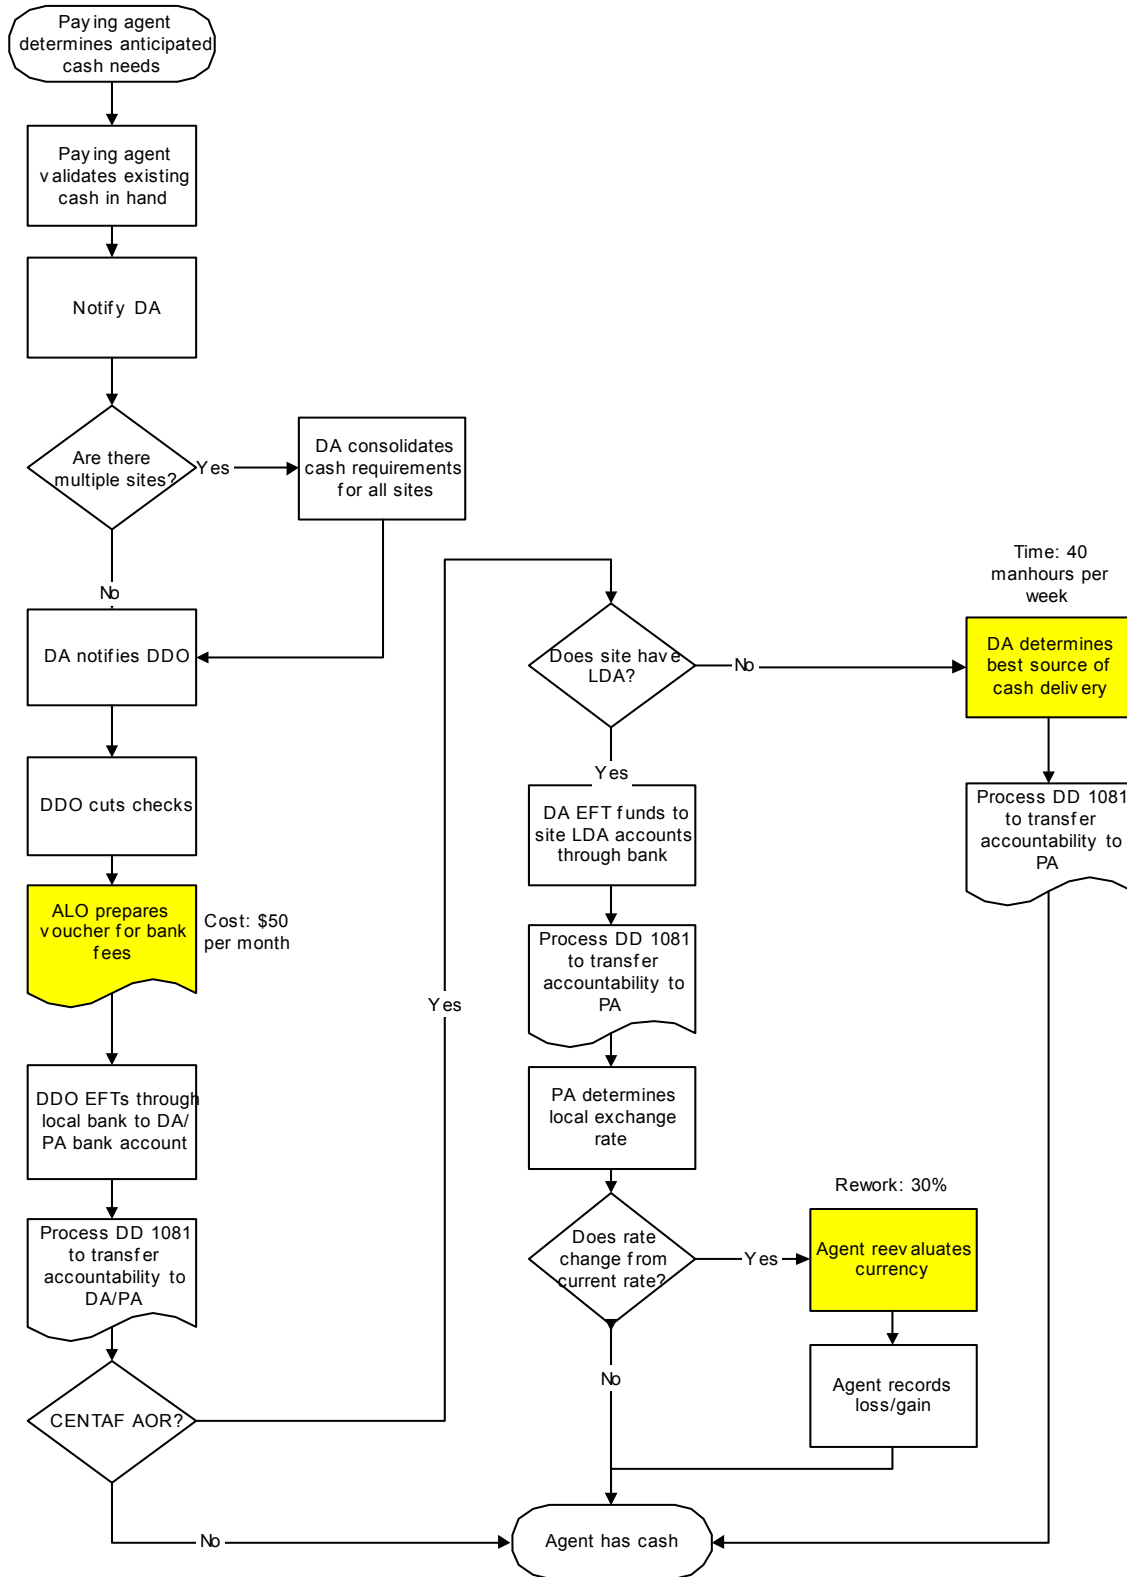 Paying agent
determines anticipated
cash needs
Paying agent
validates existing
cash in hand
Notify DA
Are there
multiple sites?
Yes
DA consolidates
cash requirements
for all sites
No
DA notifies DDO
DDO cuts checks
ALO prepares
voucher for bank
fees
Cost: $50
per month
DDO EFTs through
local bank to DA/
PA bank account
Process DD 1081
to transfer
accountability to
DA/PA
CENTAF AOR?
Yes
No
Does site have
LDA?
No
Time: 40
manhours per
week
DA determines
best source of
cash delivery
Process DD 1081
to transfer
accountability to
PA
Yes
DA EFT funds to
site LDA accounts
through bank
Process DD 1081
to transfer
accountability to
PA
PA determines
local exchange
rate
Does rate
change from
current rate?
Yes
Rework: 30%
Agent reevaluates
currency
Agent records
loss/gain
No
Agent has cash